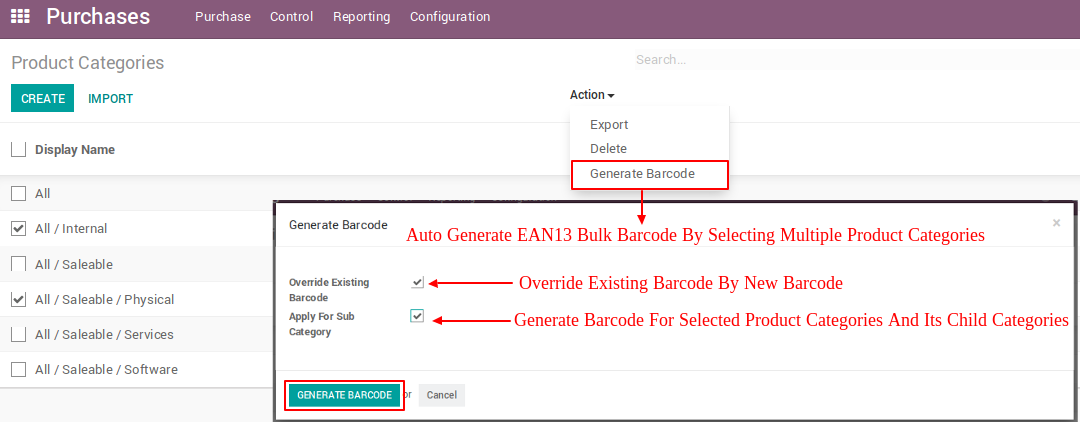 Purchases Purchase Control Reporting Configuration
Product Categories
Search...
CREATE IMPORT
Action
Export
Delete
Generate Barcode
Display Name
All
All / Internal
All / Saleable
All / Saleable / Physical
All / Saleable / Services
All / Saleable / Software
Generate Barcode
×
Auto Generate EAN13 Bulk Barcode By Selecting Multiple Product Categories
Override Existing
Barcode
Override Existing Barcode By New Barcode
Apply For Sub
Category
Generate Barcode For Selected Product Categories And Its Child Categories
GENERATE BARCODE or Cancel